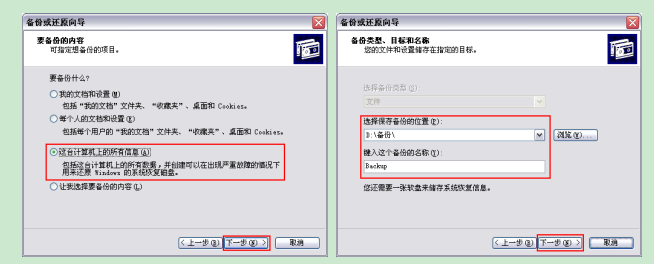 备份或还原向导
要备份的内容
可指定想备份的项目。
要备份什么?
我的文档和设置(M)
包括“我的文档”文件夹、“收藏夹”、桌面和 Cookies。
每个人的文档和设置(E)
包括每个用户的“我的文档”文件夹、“收藏夹”、桌面和 Cookies。
这台计算机上的所有信息(A)
包括这台计算机上的所有数据,并创建可以在出现严重故障的情况下
用来还原 Windows 的系统恢复磁盘。
让我选择要备份的内容(L)
< 上一步(B)
下一步(N) >
取消
备份或还原向导
备份类型、目标和名称
您的文件和设置储存在指定的目标。
选择备份类型(S):
文件
选择保存备份的位置(P):
D:\备份\
浏览(W)...
键入这个备份的名称(Y):
Backup
您还需要一张软盘来储存系统恢复信息。
< 上一步(B)
下一步(N) >
取消